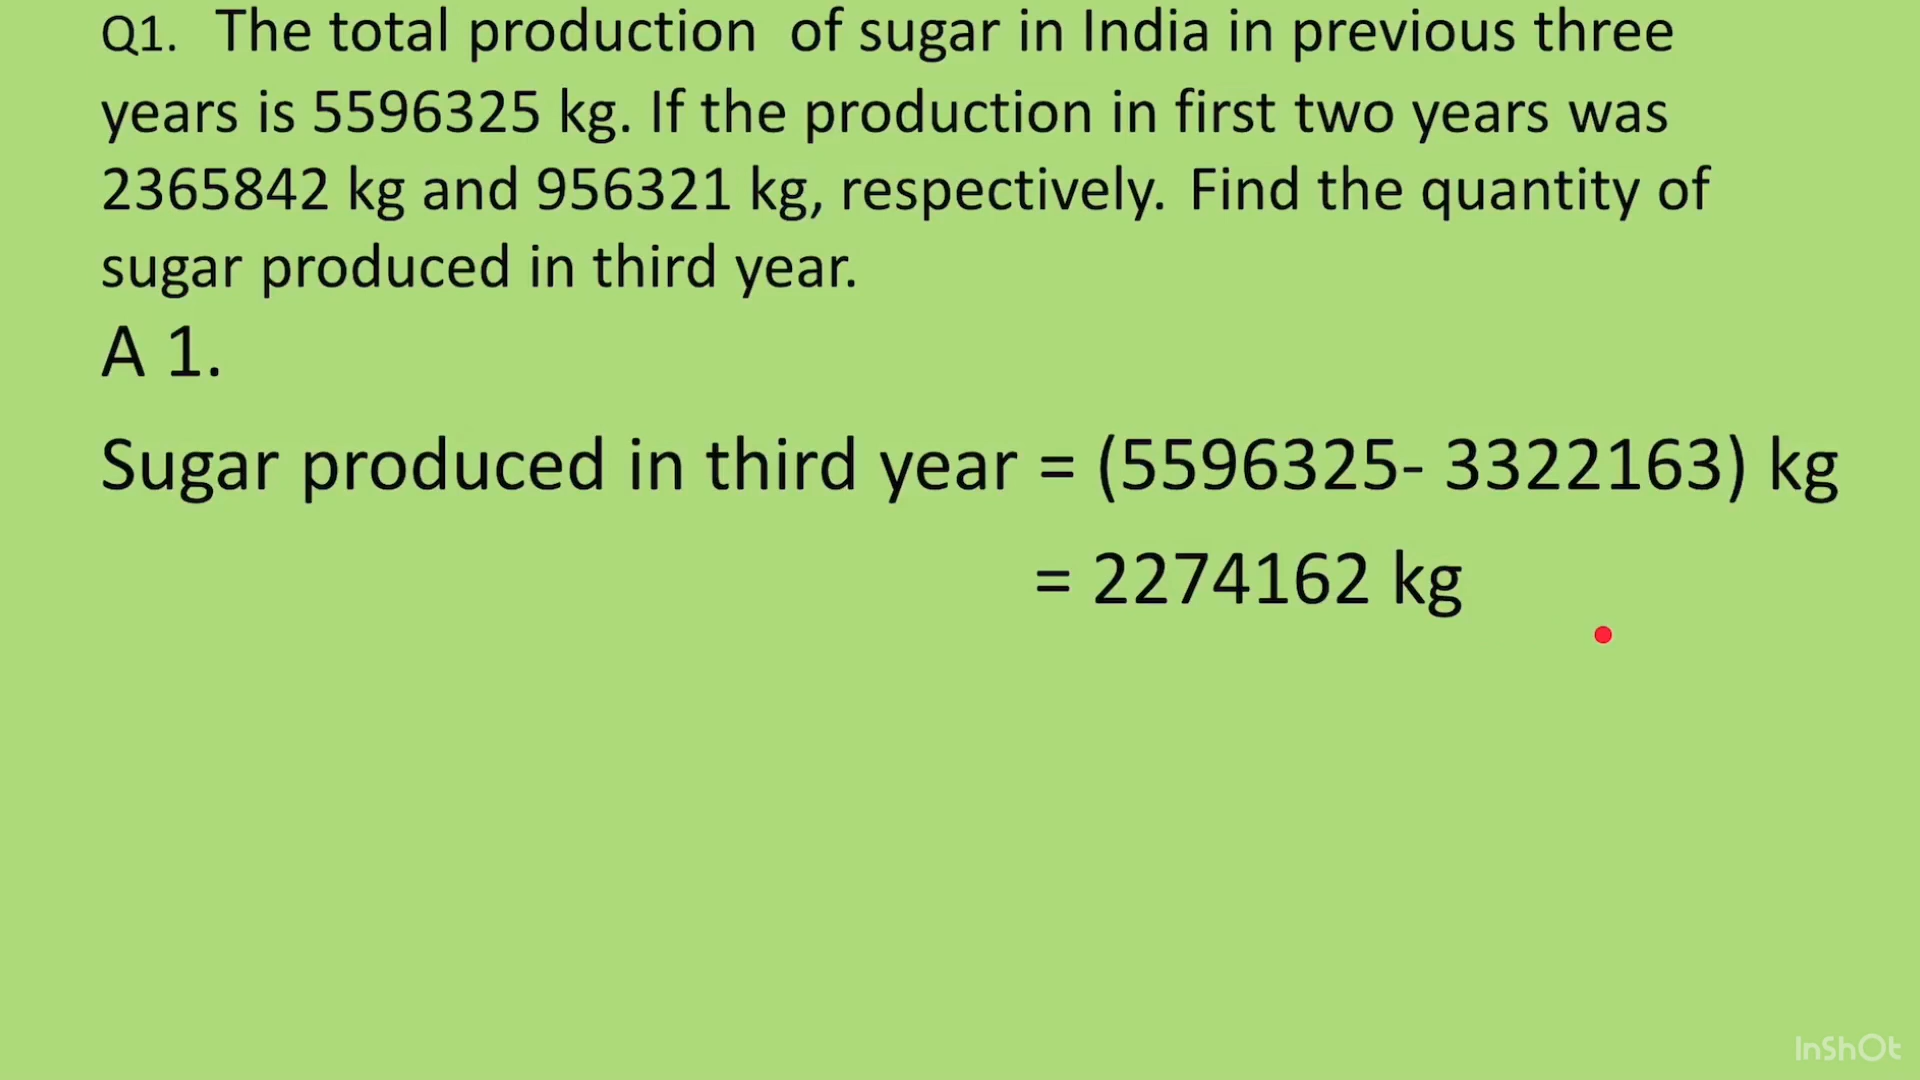 Q1. The total production of sugar in India in previous three
years is 5596325 kg. If the production in first two years was
2365842 kg and 956321 kg, respectively. Find the quantity of
sugar produced in third year.
A 1.
Sugar produced in third year = (5596325- 3322163) kg
= 2274162 kg
InShOt